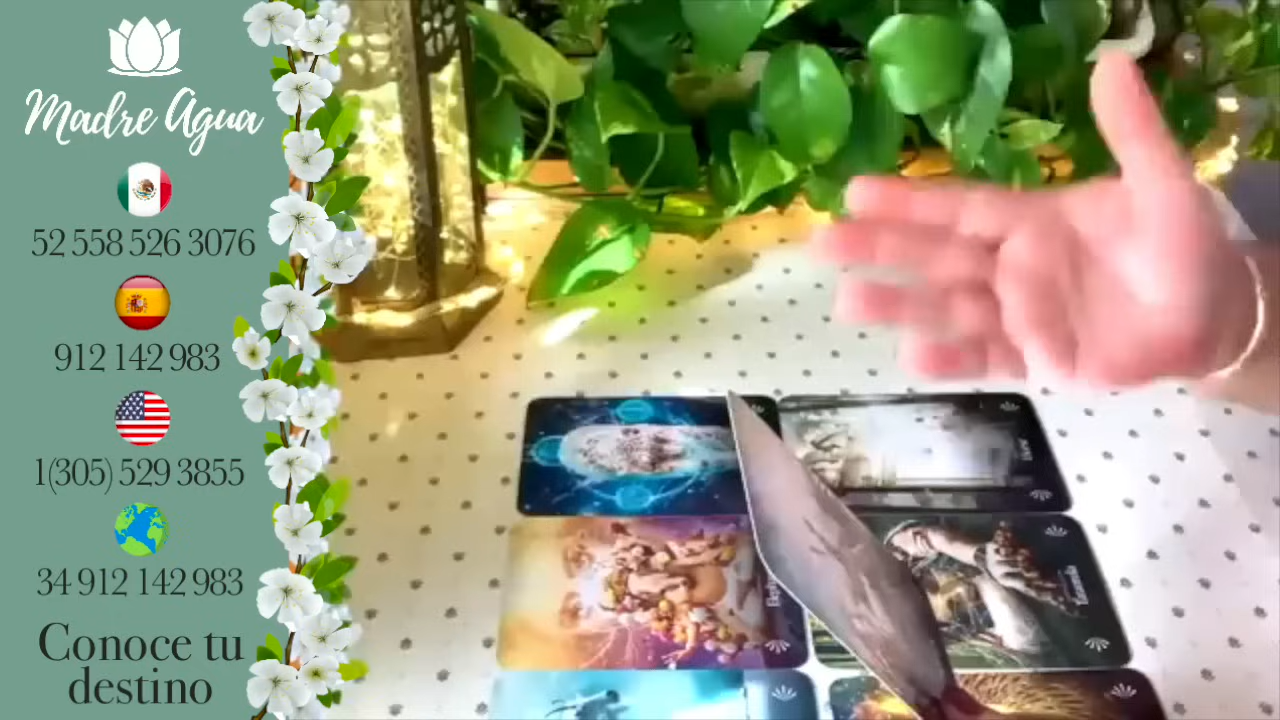 Madre Agua
52 558 526 3076
912 142 983
1(305) 529 3855
34 912 142 983
Conoce tu
destino